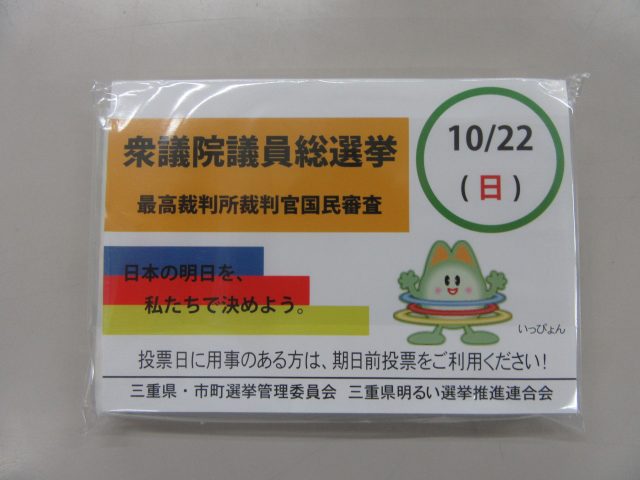 衆議院議員総選挙
最高裁判所裁判官国民審査
10/22
(日)
日本の明日を、
私たちで決めよう。
いっぴょん
投票日に用事のある方は、期日前投票をご利用ください!
三重県・市町選挙管理委員会 三重県明るい選挙推進連合会